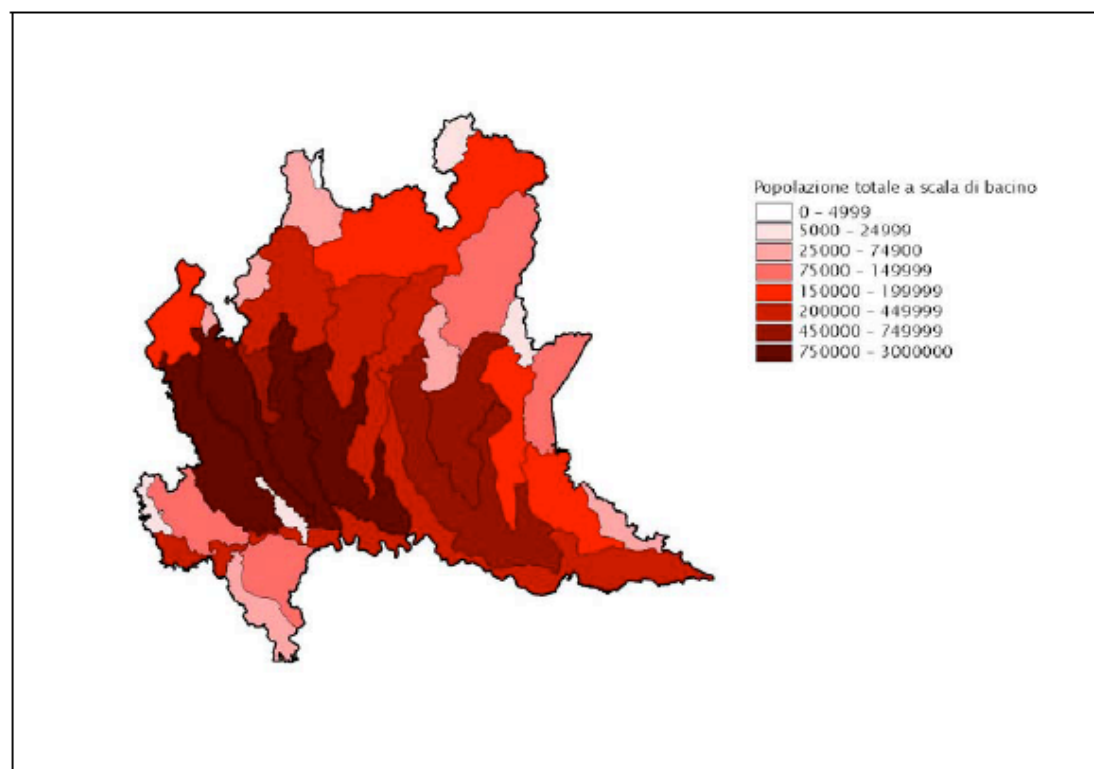 Popolazione totale a scala di bacino
0 – 4999
5000 – 24999
25000 – 74900
75000 – 149999
150000 – 199999
200000 – 449999
450000 – 749999
750000 – 3000000